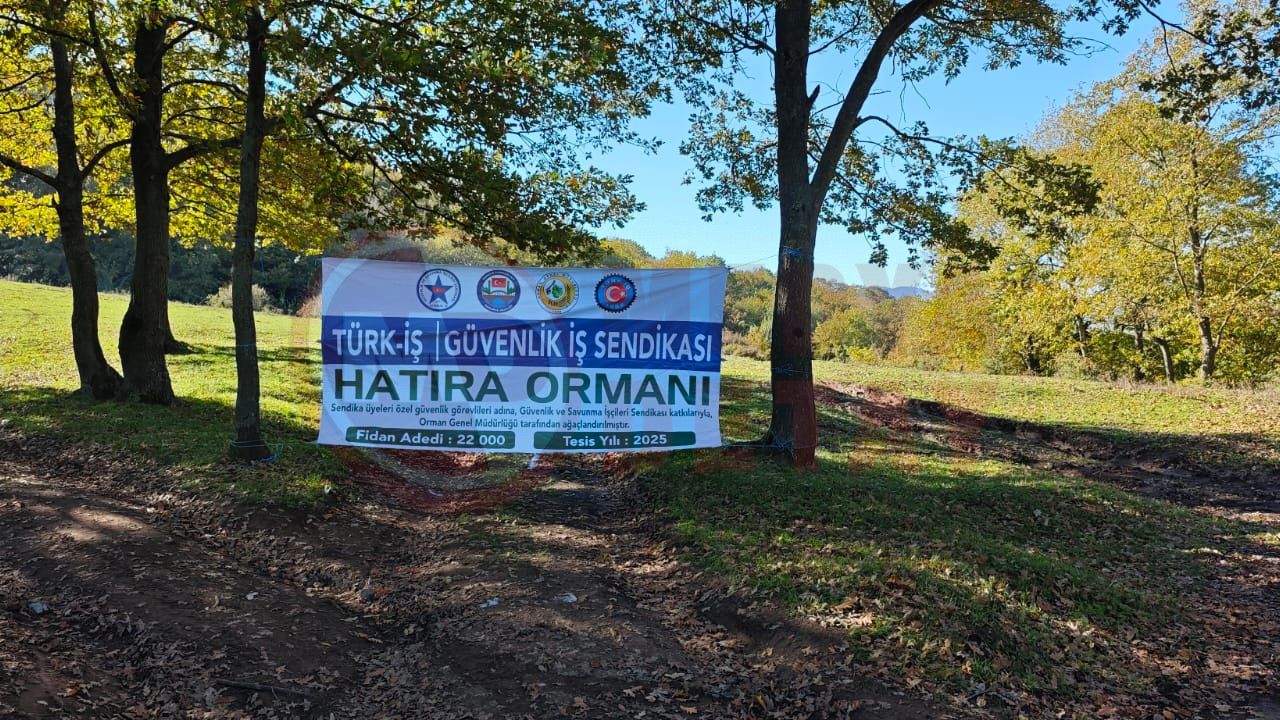 TÜRK-İŞ | GÜVENLİK İŞ SENDİKASI
HATIRA ORMANI
Sendika üyeleri özel güvenlik görevlileri adına, Güvenlik ve Savunma İşçileri Sendikası katkılarıyla,
Orman Genel Müdürlüğü tarafından ağaçlandırılmıştır.
Fidan Adedi : 22 000
Tesis Yılı : 2025